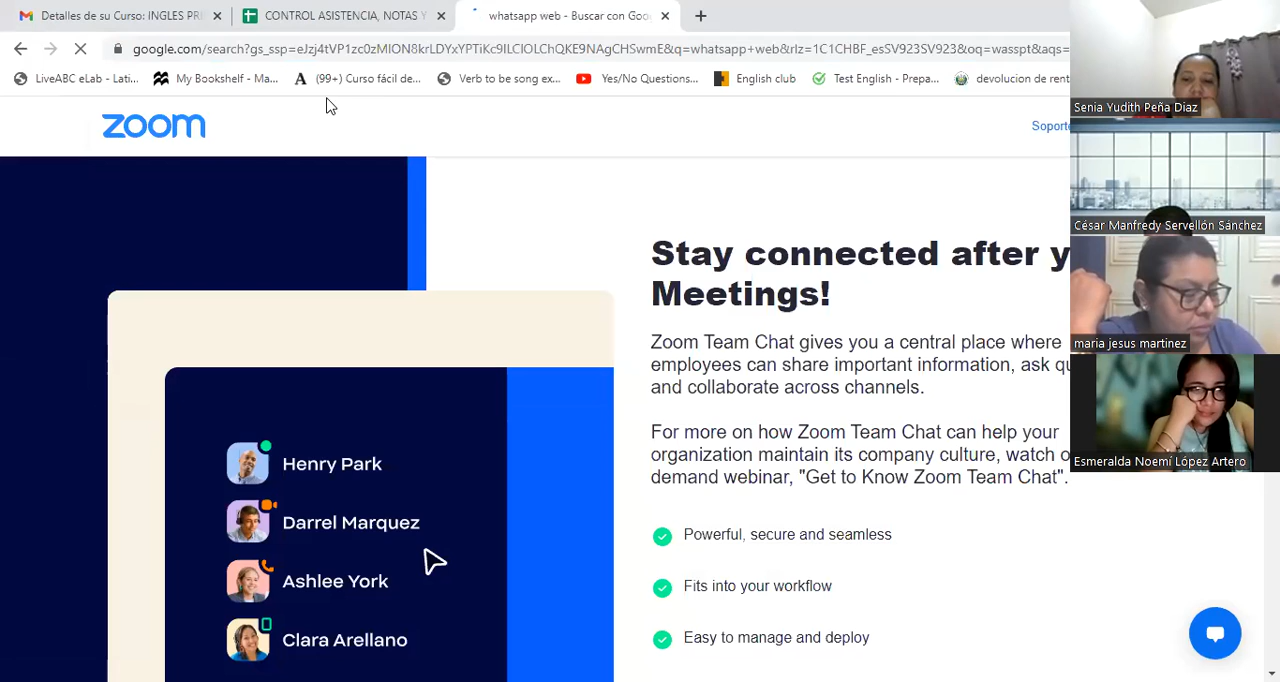 Detalles de su Curso: INGLES PRE
CONTROL ASISTENCIA, NOTAS Y
whatsapp web - Buscar con Goo
google.com/search?gs_ssp=eJzj4tVP1zc0zMlON8krLDYxYPTiKc9ILCIOLChQKE9NAgCHSwmE&q=whatsapp+web&rlz=1C1CHBF_esSV923SV923&oq=wasspt&aqs=
LiveABC eLab - Lati...
My Bookshelf - Ma...
(99+) Curso fácil de...
Verb to be song ex...
Yes/No Questions...
English club
Test English - Prepa...
devolucion de rent
zoom
Soporte
Stay connected after y
Meetings!
Zoom Team Chat gives you a central place where
employees can share important information, ask qu
and collaborate across channels.
For more on how Zoom Team Chat can help your
organization maintain its company culture, watch o
demand webinar, "Get to Know Zoom Team Chat".
Powerful, secure and seamless
Fits into your workflow
Easy to manage and deploy
Henry Park
Darrel Marquez
Ashlee York
Clara Arellano
Senia Yudith Peña Diaz
César Manfredy Servellón Sánchez
maria jesus martinez
Esmeralda Noemí López Artero